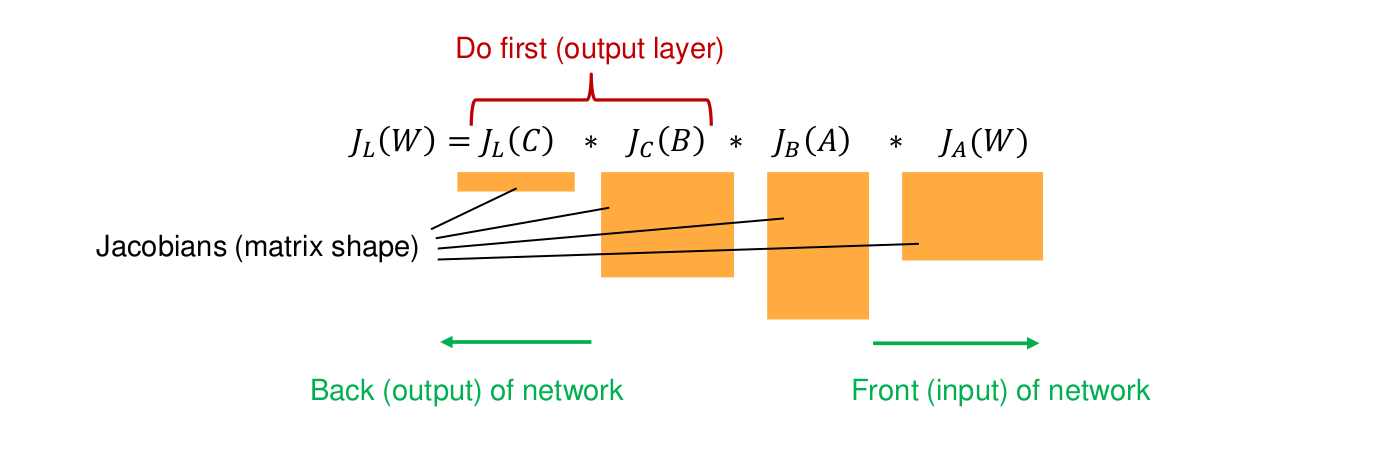 Do first (output layer)
J_L(W) = J_L(C) * J_C(B) * J_B(A) * J_A(W)
Jacobians (matrix shape)
Back (output) of network
Front (input) of network